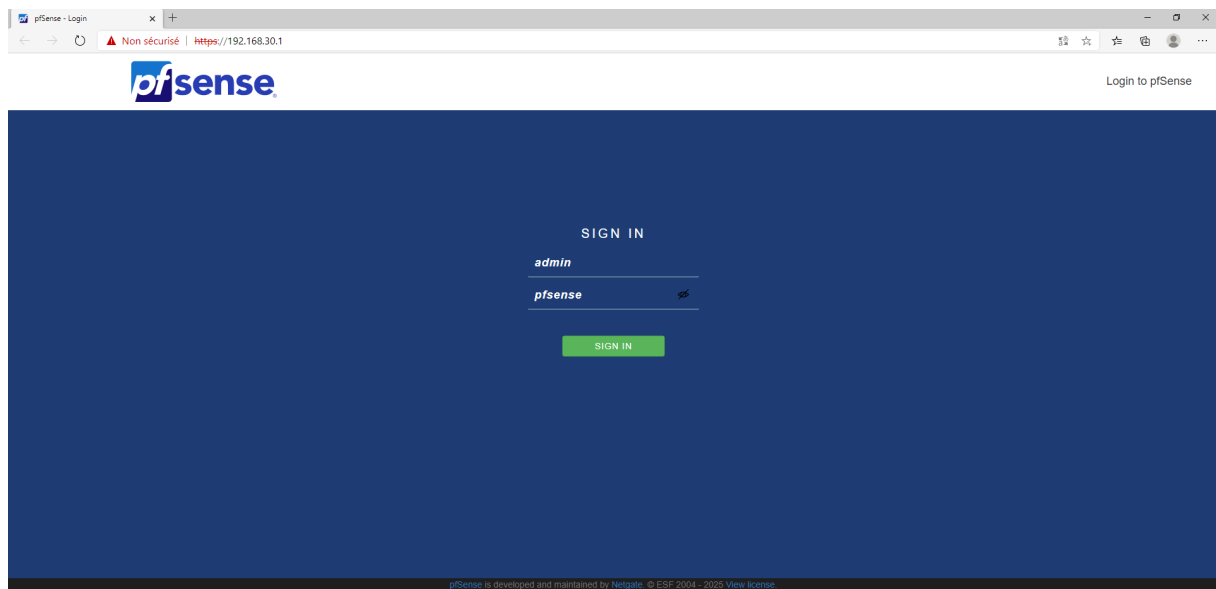 pfSense - Login
Non sécurisé | https://192.168.30.1
pfsense
Login to pfSense
SIGN IN
admin
pfsense
SIGN IN
pfSense is developed and maintained by Netgate. © ESF 2004 - 2025 View license.